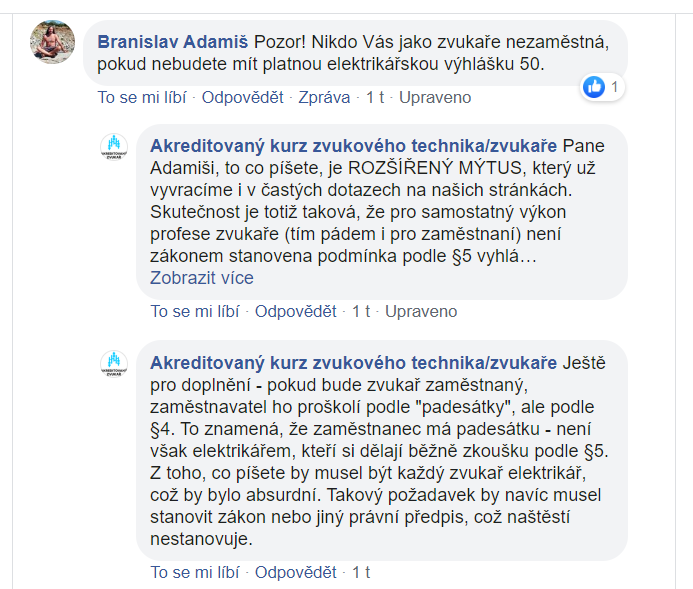 Branislav Adamiš Pozor! Nikdo Vás jako zvukaře nezaměstná,
pokud nebudete mít platnou elektrikářskou výhlášku 50.
To se mi líbí · Odpovědět · Zpráva · 1 t · Upraveno
1
Akreditovaný kurz zvukového technika/zvukaře Pane
Adamiši, to co píšete, je ROZŠÍŘENÝ MÝTUS, který už
vyvracíme i v častých dotazech na našich stránkách.
Skutečnost je totiž taková, že pro samostatný výkon
profese zvukaře (tím pádem i pro zaměstnaní) není
zákonem stanovena podmínka podle §5 vyhlá…
Zobrazit více
To se mi líbí · Odpovědět · 1 t · Upraveno
Akreditovaný kurz zvukového technika/zvukaře Ještě
pro doplnění - pokud bude zvukař zaměstnaný,
zaměstnavatel ho proškolí podle "padesátky", ale podle
§4. To znamená, že zaměstnanec má padesátku - není
však elektrikářem, kteří si dělají běžně zkoušku podle §5.
Z toho, co píšete by musel být každý zvukař elektrikář,
což by bylo absurdní. Takový požadavek by navíc musel
stanovit zákon nebo jiný právní předpis, což naštěstí
nestanovuje.
To se mi líbí · Odpovědět · 1 t